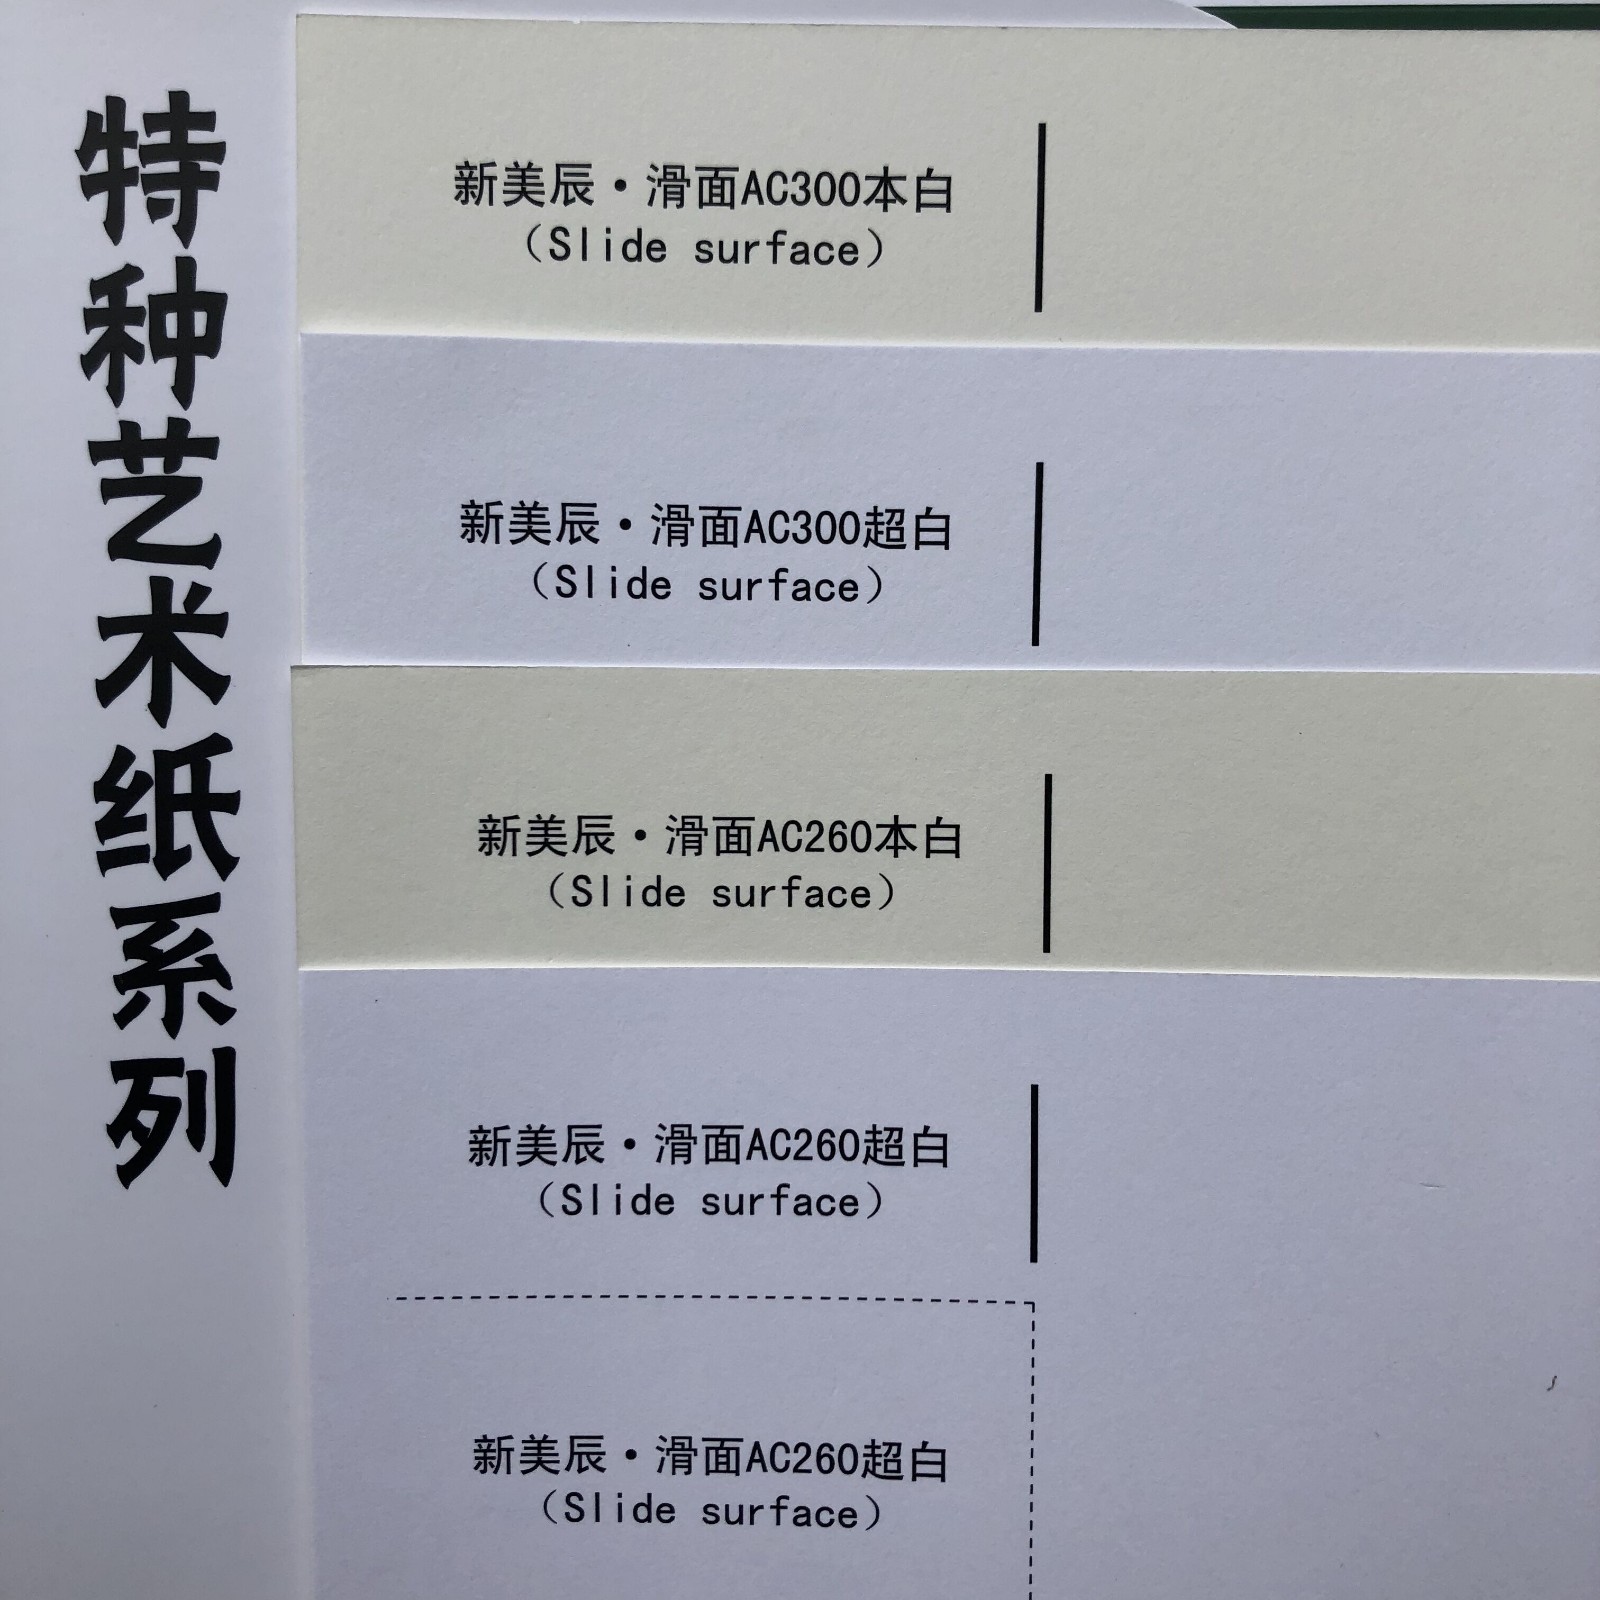 特种艺术纸系列
新美辰·滑面AC300本白
（Slide surface）
新美辰·滑面AC300超白
（Slide surface）
新美辰·滑面AC260本白
（Slide surface）
新美辰·滑面AC260超白
（Slide surface）
新美辰·滑面AC260超白
（Slide surface）